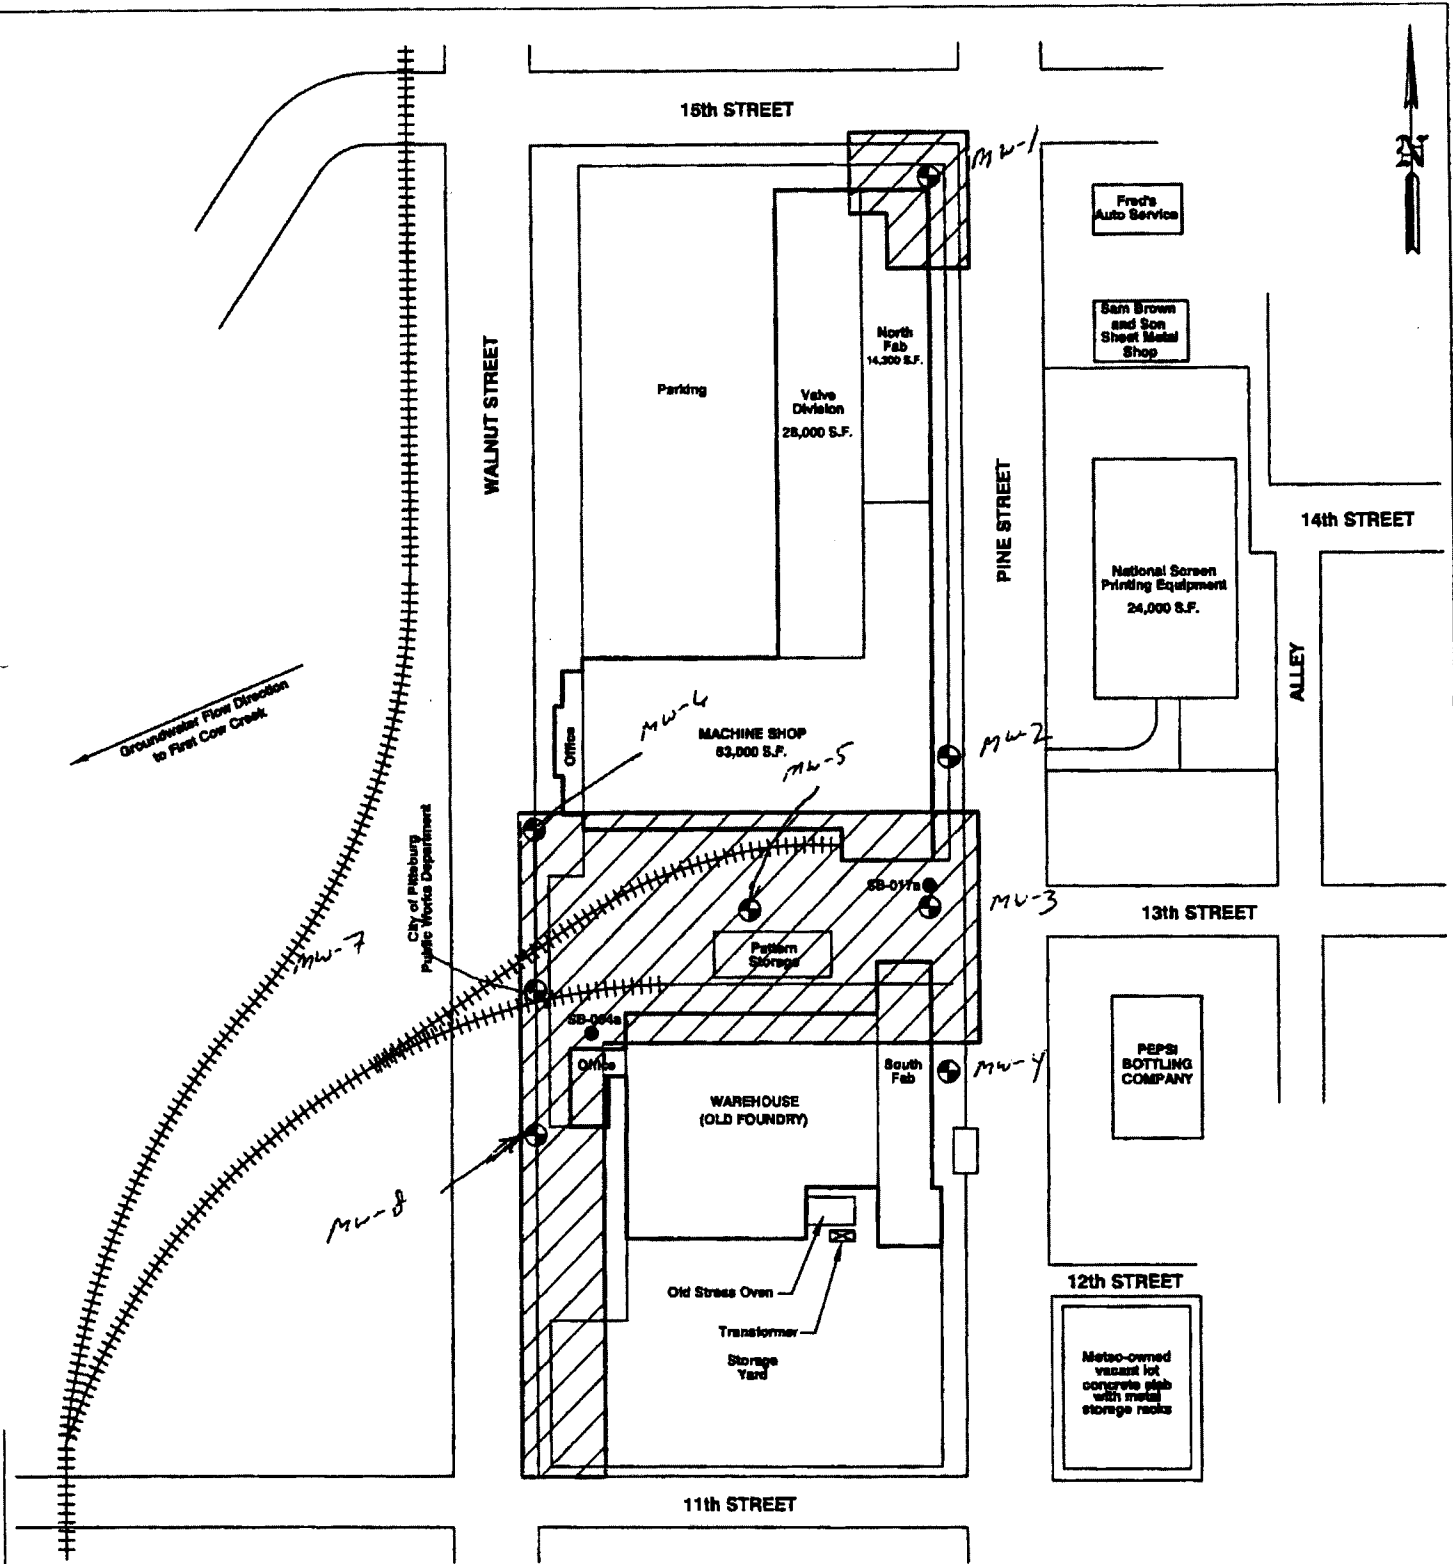 15th STREET
MW-1
N
Fred's
Auto Service
Sam Brown
and Son
Sheet Metal
Shop
North
Fab
14,300 S.F.
WALNUT STREET
Parking
Valve
Division
28,000 S.F.
PINE STREET
14th STREET
National Screen
Printing Equipment
24,000 S.F.
ALLEY
Groundwater Flow Direction
to First Cow Creek
Office
MW-6
MACHINE SHOP
63,000 S.F.
MW-2
MW-5
City of Pittsburg
Public Works Department
SB-017a
MW-3
13th STREET
MW-7
Pattern
Storage
SB-064a
Office
South
Fab
MW-4
PEPSI
BOTTLING
COMPANY
WAREHOUSE
(OLD FOUNDRY)
MW-8
12th STREET
Old Stress Oven
Transformer
Storage
Yard
Metso-owned
vacant lot
concrete slab
with metal
storage racks
11th STREET